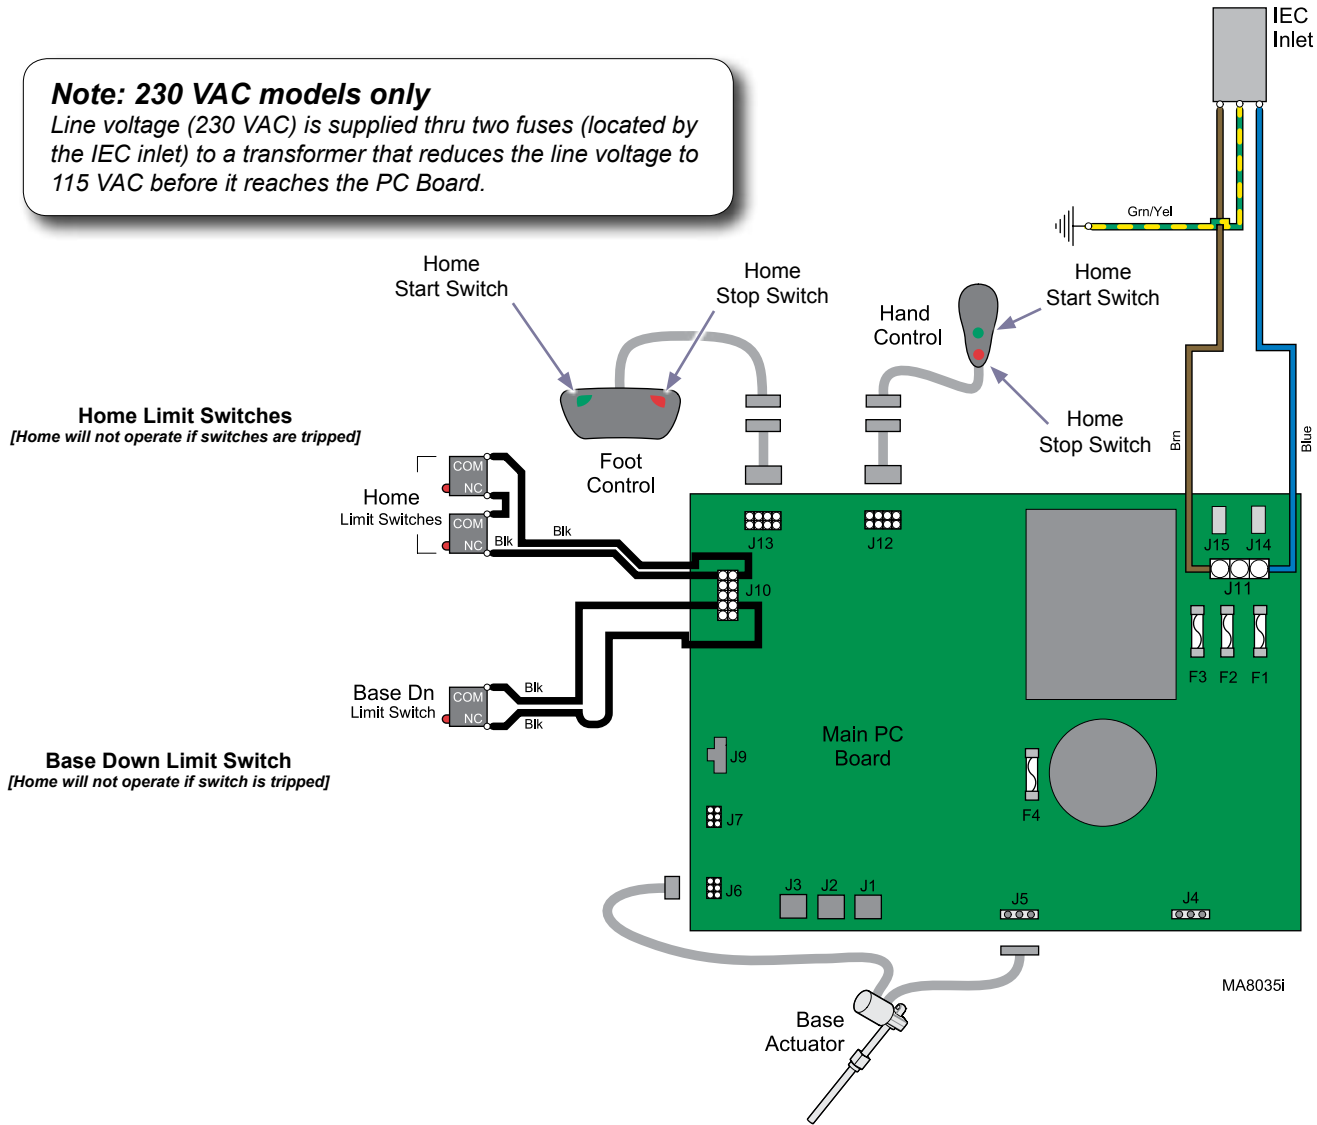 IEC
Inlet
Note: 230 VAC models only
Line voltage (230 VAC) is supplied thru two fuses (located by
the IEC inlet) to a transformer that reduces the line voltage to
115 VAC before it reaches the PC Board.
Grn/Yel
Home
Start Switch
Home
Stop Switch
Hand
Control
Home
Start Switch
Home
Stop Switch
Brn
Blue
Foot
Control
Home Limit Switches
[Home will not operate if switches are tripped]
COM
NC
Home
Limit Switches
COM
NC
Blk
Blk
J13
J12
J15
J14
J10
J11
F3
F2
F1
Base Dn
Limit Switch
COM
NC
Blk
Blk
Base Down Limit Switch
[Home will not operate if switch is tripped]
Main PC
Board
J9
F4
J7
J6
J3
J2
J1
J5
J4
MA8035i
Base
Actuator